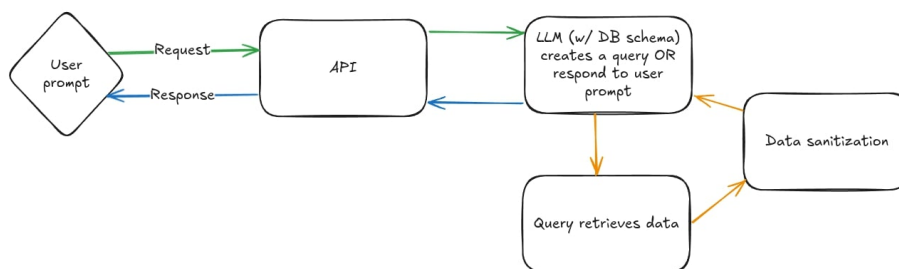 User
prompt
Request
Response
API
LLM (w/ DB schema)
creates a query OR
respond to user
prompt
Data sanitization
Query retrieves data